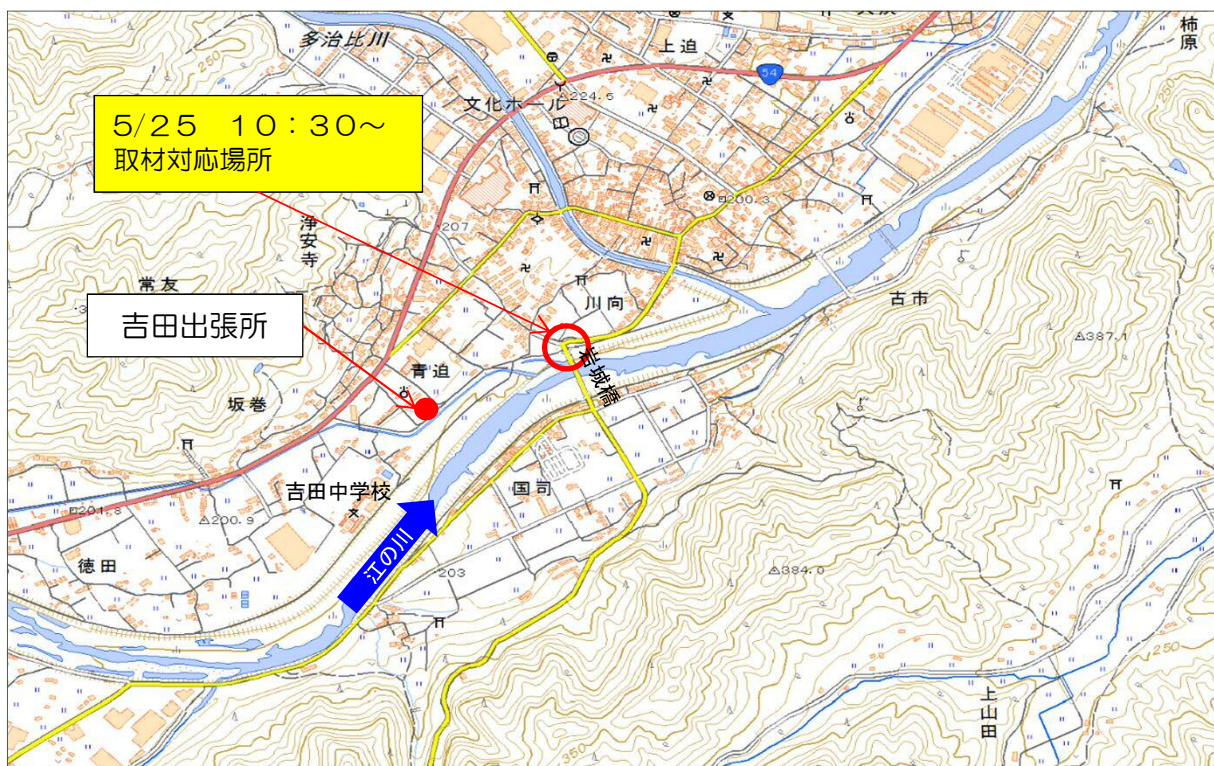 多治比川
上迫
柿原
54
5/25 10:30～
取材対応場所
文化ホール
224.6
200.3
浄安寺
207
常友
川向
古市
吉田出張所
岩城橋
387.1
青迫
坂巻
吉田中学校
国司
201.8
200.9
江の川
徳田
203
384.0
上山田
250
250
350
250